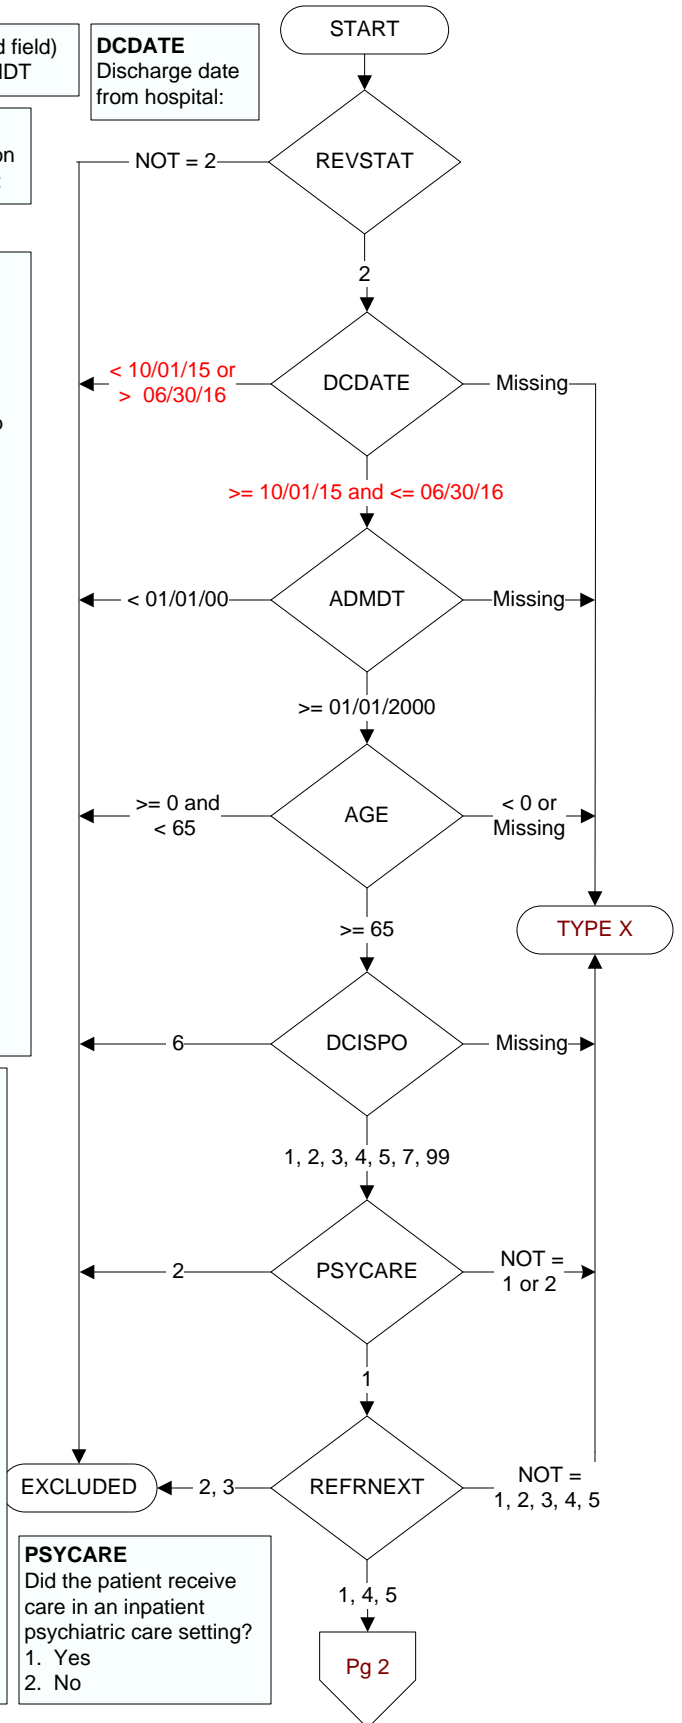 START
d field)
DCDATE
IDT
Discharge date
from hospital:
on
NOT = 2
REVSTAT
2
< 10/01/15 or
> 06/30/16
DCDATE
Missing
>= 10/01/15 and <= 06/30/16
< 01/01/00
ADMDT
Missing
>= 01/01/2000
>= 0 and
< 65
AGE
< 0 or
Missing
>= 65
TYPE X
6
DCISPO
Missing
1, 2, 3, 4, 5, 7, 99
2
PSYCARE
NOT =
1 or 2
1
EXCLUDED
2, 3
REFRNEXT
NOT =
1, 2, 3, 4, 5
PSYCARE
Did the patient receive
care in an inpatient
psychiatric care setting?
1. Yes
2. No
1, 4, 5
Pg 2